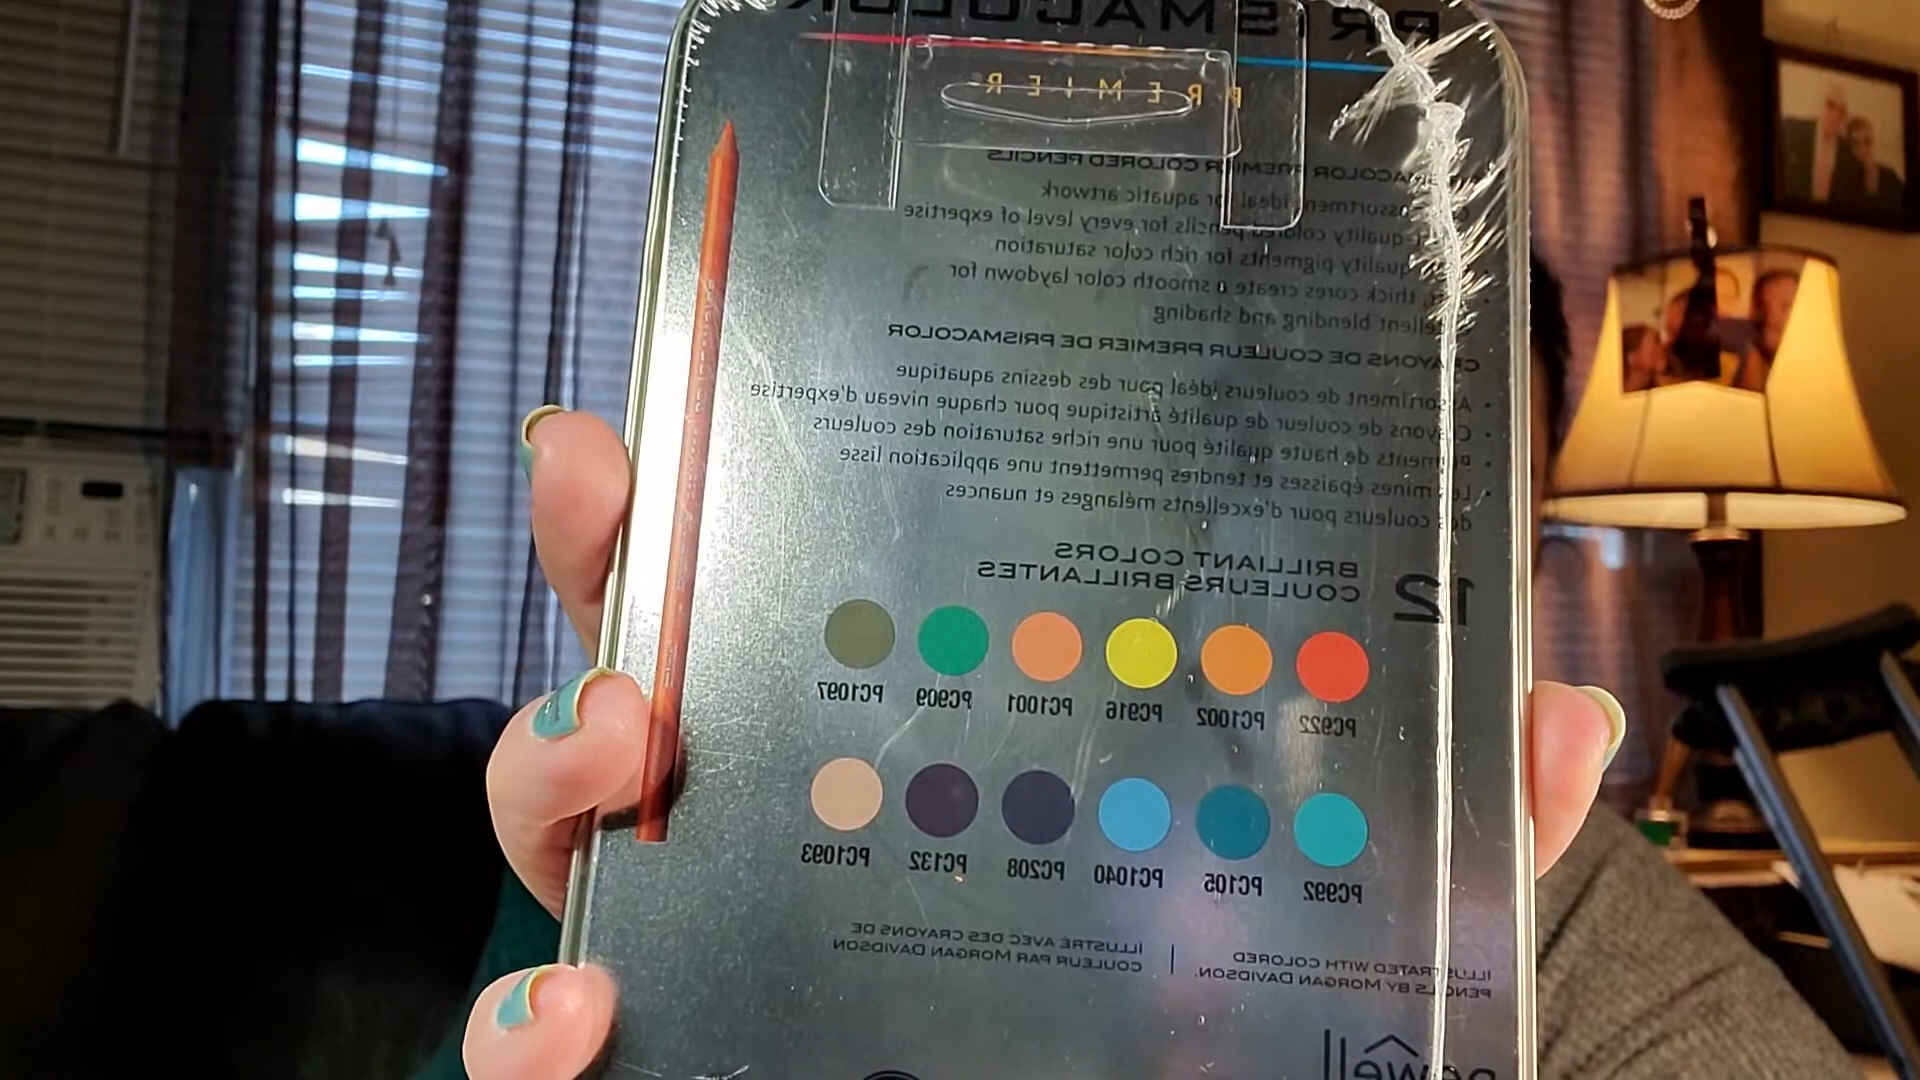 PRISMACOLOR
PREMIER
PREMIER COLORED PENCILS
assortment ideal for aquatic artwork
quality colored pencils for every level of expertise
quality pigments for rich color saturation
thick cores create a smooth color laydown for
blending and shading
CRAYONS DE COULEUR PREMIER DE PRISMACOLOR
• Assortiment de couleurs idéal pour des dessins aquatique
• Crayons de couleur de qualité artistique pour chaque niveau d'expertise
• Pigments de haute qualité pour une riche saturation des couleurs
• Les mines épaisses et tendres permettent une application lisse
des couleurs pour d'excellents mélanges et nuances
12 BRILLIANT COLORS
COULEURS BRILLANTES
PC922 PC1002 PC916 PC1001 PC909 PC1097
PC992 PC105 PC1040 PC208 PC132 PC1093
ILLUSTRATED WITH COLORED
PENCILS BY MORGAN DAVIDSON.
ILLUSTRÉ AVEC DES CRAYONS DE
COULEUR PAR MORGAN DAVIDSON
newell